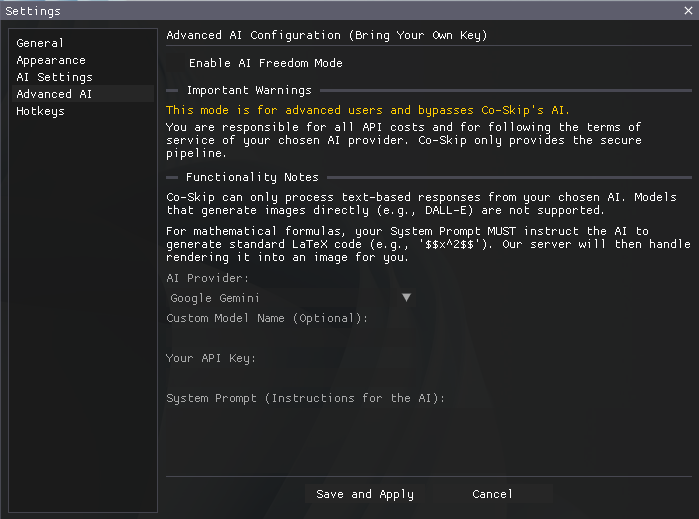 Settings
General
Appearance
AI Settings
Advanced AI
Hotkeys
Advanced AI Configuration (Bring Your Own Key)
Enable AI Freedom Mode
Important Warnings
This mode is for advanced users and bypasses Co-Skip's AI.
You are responsible for all API costs and for following the terms of
service of your chosen AI provider. Co-Skip only provides the secure
pipeline.
Functionality Notes
Co-Skip can only process text-based responses from your chosen AI. Models
that generate images directly (e.g., DALL-E) are not supported.
For mathematical formulas, your System Prompt MUST instruct the AI to
generate standard LaTeX code (e.g., '$$x^2$$'). Our server will then handle
rendering it into an image for you.
AI Provider:
Google Gemini
Custom Model Name (Optional):
Your API Key:
System Prompt (Instructions for the AI):
Save and Apply
Cancel